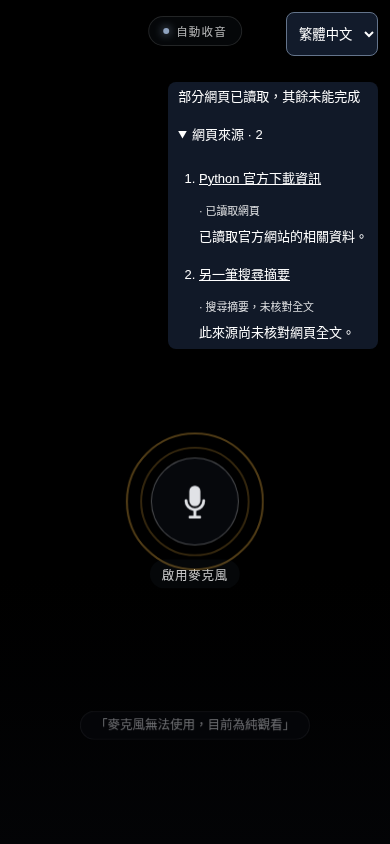 自動收音
繁體中文
部分網頁已讀取，其餘未能完成
網頁來源 · 2
1. Python 官方下載資訊
· 已讀取網頁
已讀取官方網站的相關資料。
2. 另一筆搜尋摘要
· 搜尋摘要，未核對全文
此來源尚未核對網頁全文。
啟用麥克風
「麥克風無法使用，目前為純觀看」